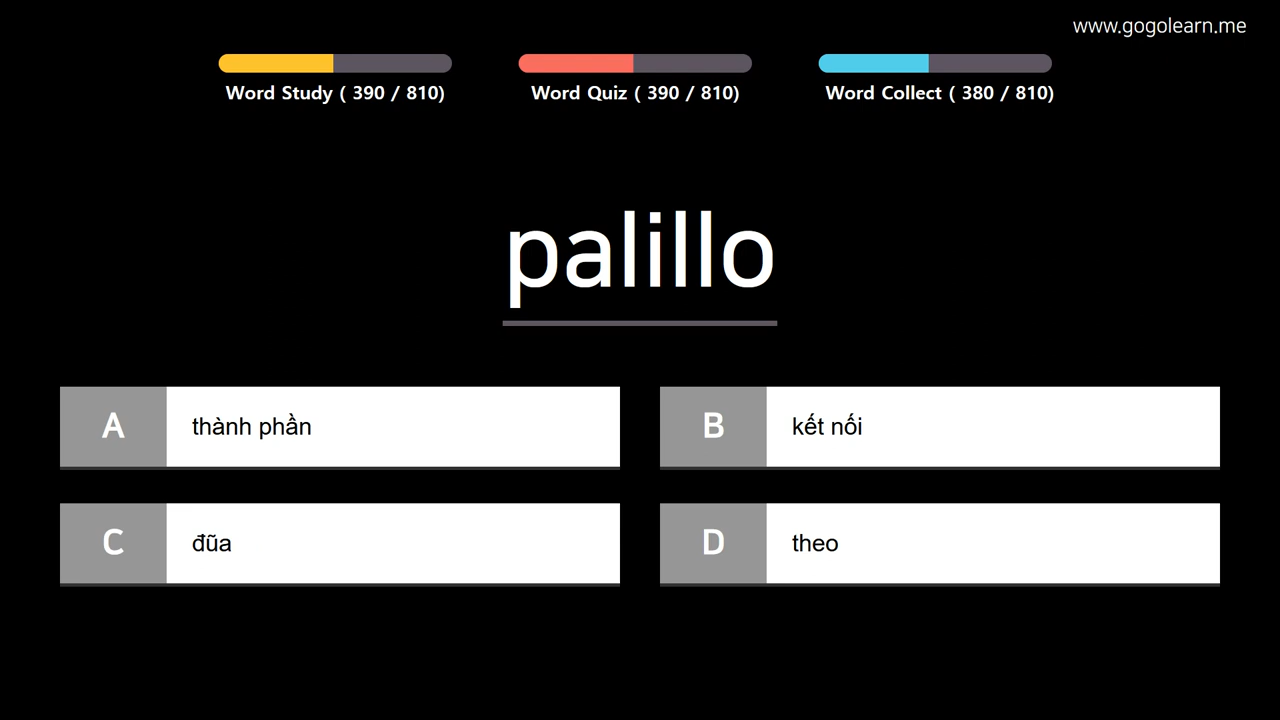 www.gogolearn.me
Word Study ( 390 / 810)
Word Quiz ( 390 / 810)
Word Collect ( 380 / 810)
palillo
A thành phần
B kết nối
C đũa
D theo